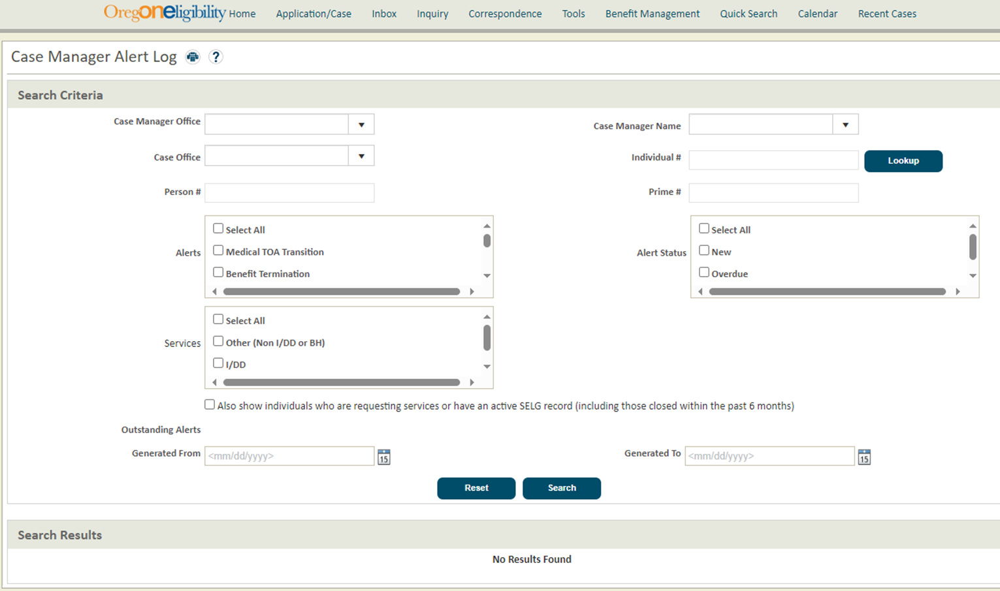 OregONEligibility Home Application/Case Inbox Inquiry Correspondence Tools Benefit Management Quick Search Calendar Recent Cases
Case Manager Alert Log ?
Search Criteria
Case Manager Office
Case Manager Name
Case Office
Individual # Lookup
Person #
Prime #
Alerts
Select All
Medical TOA Transition
Benefit Termination
Alert Status
Select All
New
Overdue
Services
Select All
Other (Non I/DD or BH)
I/DD
Also show individuals who are requesting services or have an active SELG record (including those closed within the past 6 months)
Outstanding Alerts
Generated From <mm/dd/yyyy> 15
Generated To <mm/dd/yyyy> 15
Reset Search
Search Results
No Results Found